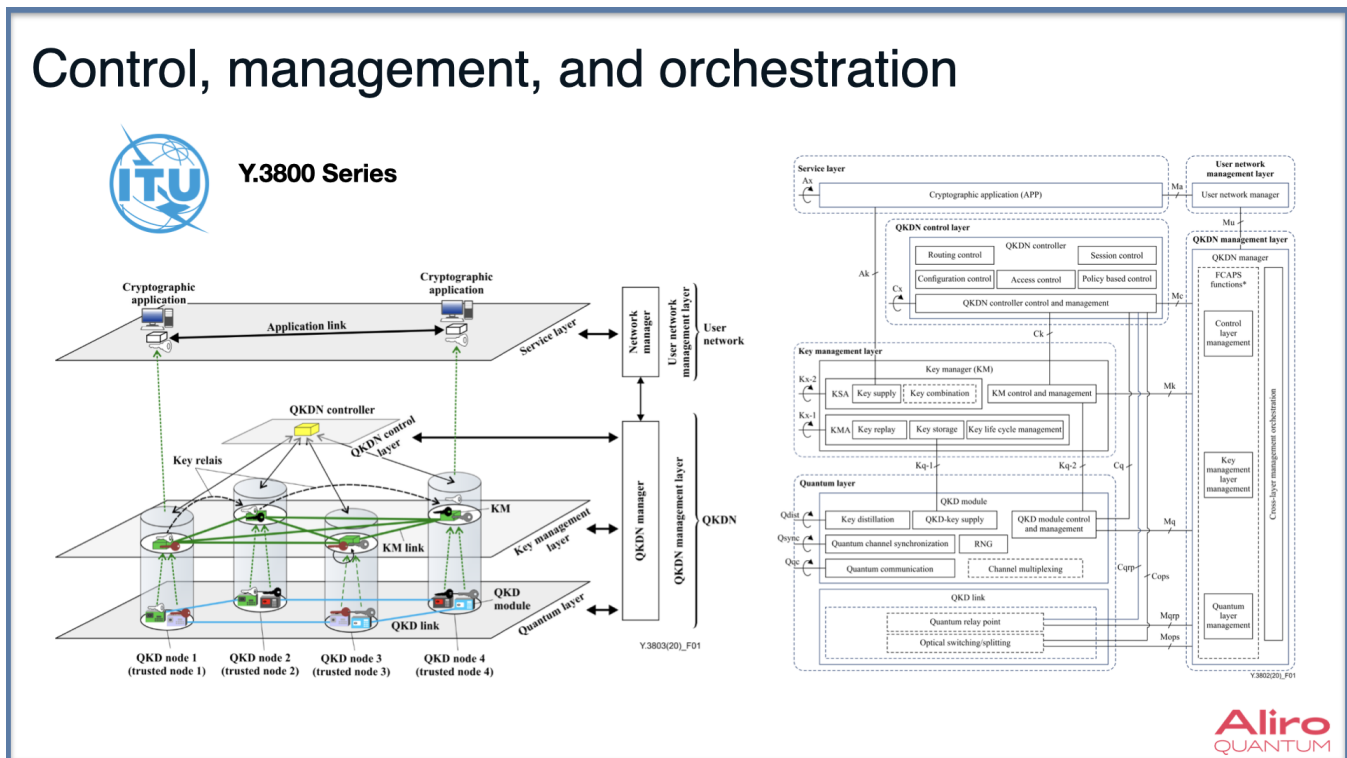 Control, management, and orchestration
ITU
Y.3800 Series
Cryptographic
application
Cryptographic
application
Application link
Service layer
Network
manager
User network
management layer
User
network
QKDN controller
QKDN control
layer
Key relais
KM
KM link
Key management
layer
QKD
module
QKD link
Quantum layer
QKDN manager
QKDN management layer
QKDN
QKD node 1
(trusted node 1)
QKD node 2
(trusted node 2)
QKD node 3
(trusted node 3)
QKD node 4
(trusted node 4)
Y.3803(20)_F01
Service layer
Ax
Cryptographic application (APP)
Ma
User network
management layer
User network manager
Mu
QKDN control layer
QKDN controller
Routing control
Session control
Configuration control
Access control
Policy based control
Cx
QKDN controller control and management
Ak
Mc
Ck
QKDN management layer
QKDN manager
FCAPS
functions*
Control
layer
management
Key
management
layer
management
Quantum
layer
management
Cross-layer management orchestration
Key management layer
Key manager (KM)
Kx-2
KSA
Key supply
Key combination
KM control and management
Mk
Kx-1
KMA
Key replay
Key storage
Key life cycle management
Kq-1
Kq-2
Cq
Quantum layer
QKD module
Qdist
Key distillation
QKD-key supply
QKD module control
and management
Mq
Qsync
Quantum channel synchronization
RNG
Qqc
Quantum communication
Channel multiplexing
Cqrp
Cops
QKD link
Quantum relay point
Mqrp
Optical switching/splitting
Mops
Y.3802(20)_F01
Aliro
QUANTUM